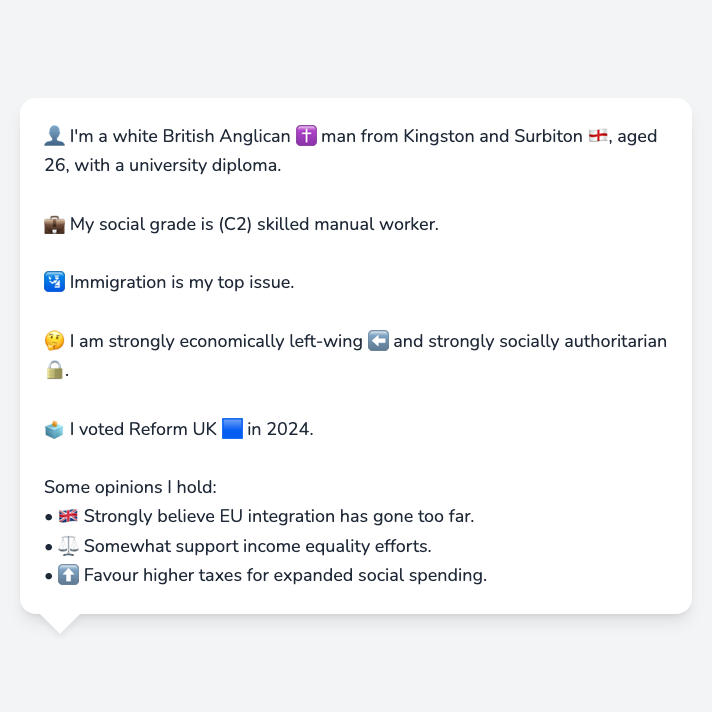 👤 I'm a white British Anglican ✝️ man from Kingston and Surbiton 🏴󠁧󠁢󠁥󠁮󠁧󠁿, aged
26, with a university diploma.
💼 My social grade is (C2) skilled manual worker.
🛂 Immigration is my top issue.
🤔 I am strongly economically left-wing ⬅️ and strongly socially authoritarian
🔒.
🗳️ I voted Reform UK 🟦 in 2024.
Some opinions I hold:
• 🇬🇧 Strongly believe EU integration has gone too far.
• ⚖️ Somewhat support income equality efforts.
• ⬆️ Favour higher taxes for expanded social spending.